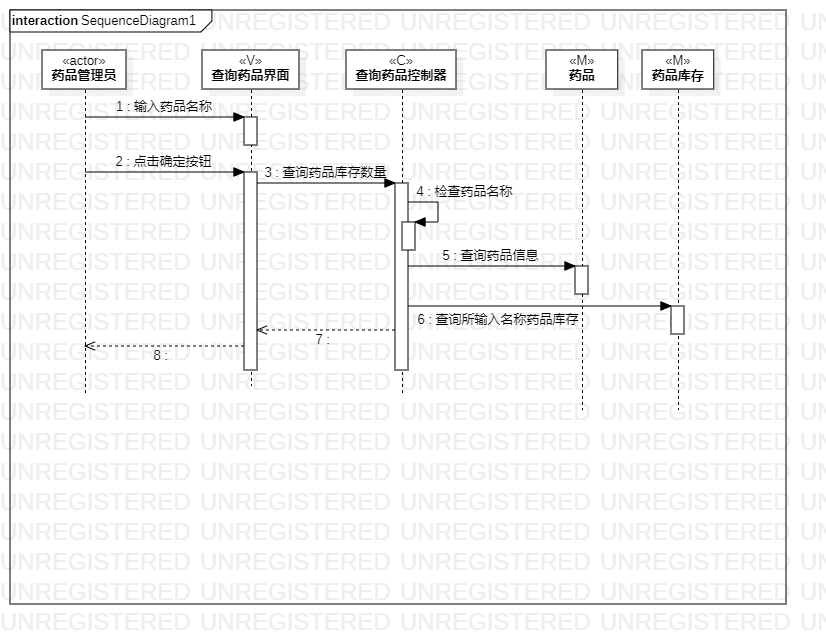 interaction SequenceDiagram1
«actor»
药品管理员
«V»
查询药品界面
«C»
查询药品控制器
«M»
药品
«M»
药品库存
1 : 输入药品名称
2 : 点击确定按钮
3 : 查询药品库存数量
4 : 检查药品名称
5 : 查询药品信息
6 : 查询所输入名称药品库存
7 :
8 :
UNREGISTERED